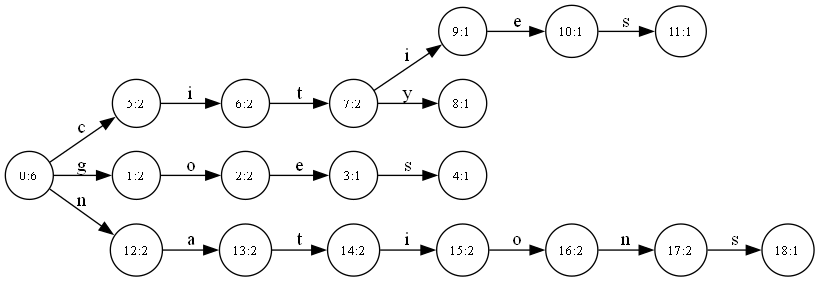 i 9:1 e 10:1 s 11:1
c 5:2 i 6:2 t 7:2 y 8:1
0:6 g 1:2 o 2:2 e 3:1 s 4:1
n 12:2 a 13:2 t 14:2 i 15:2 o 16:2 n 17:2 s 18:1